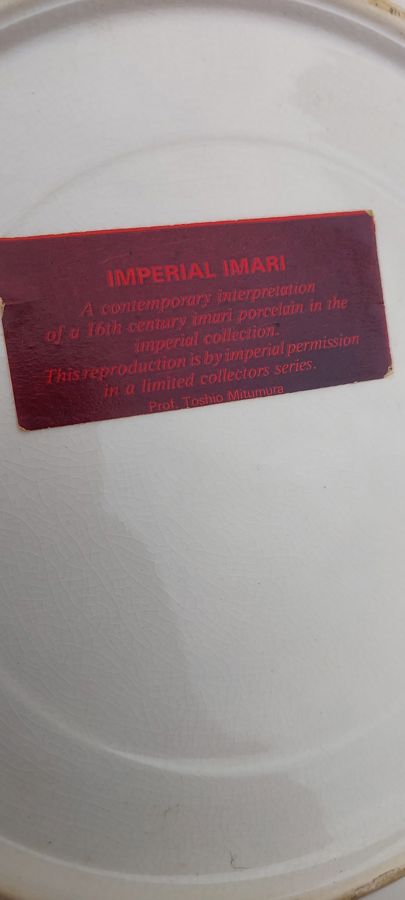 IMPERIAL IMARI
A contemporary interpretation
of a 16th century imari porcelain in the
imperial collection.
This reproduction is by imperial permission
in a limited collectors series.
Prof. Toshio Mitumura